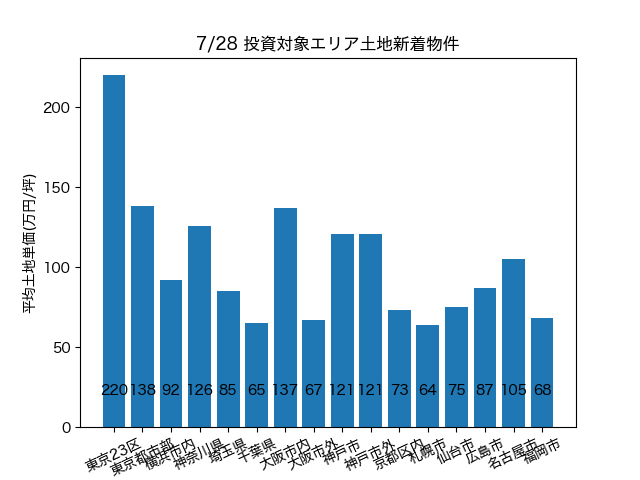 7/28 投資対象エリア土地新着物件
平均土地単価(万円/坪)
200
150
100
50
0
220 138 92 126 85 65 137 67 121 121 73 64 75 87 105 68
東京23区 東京都市部 横浜市内 神奈川県 埼玉県 千葉県 大阪市内 大阪市外 神戸市 神戸市外 京都区内 札幌市 仙台市 広島市 名古屋市 福岡市